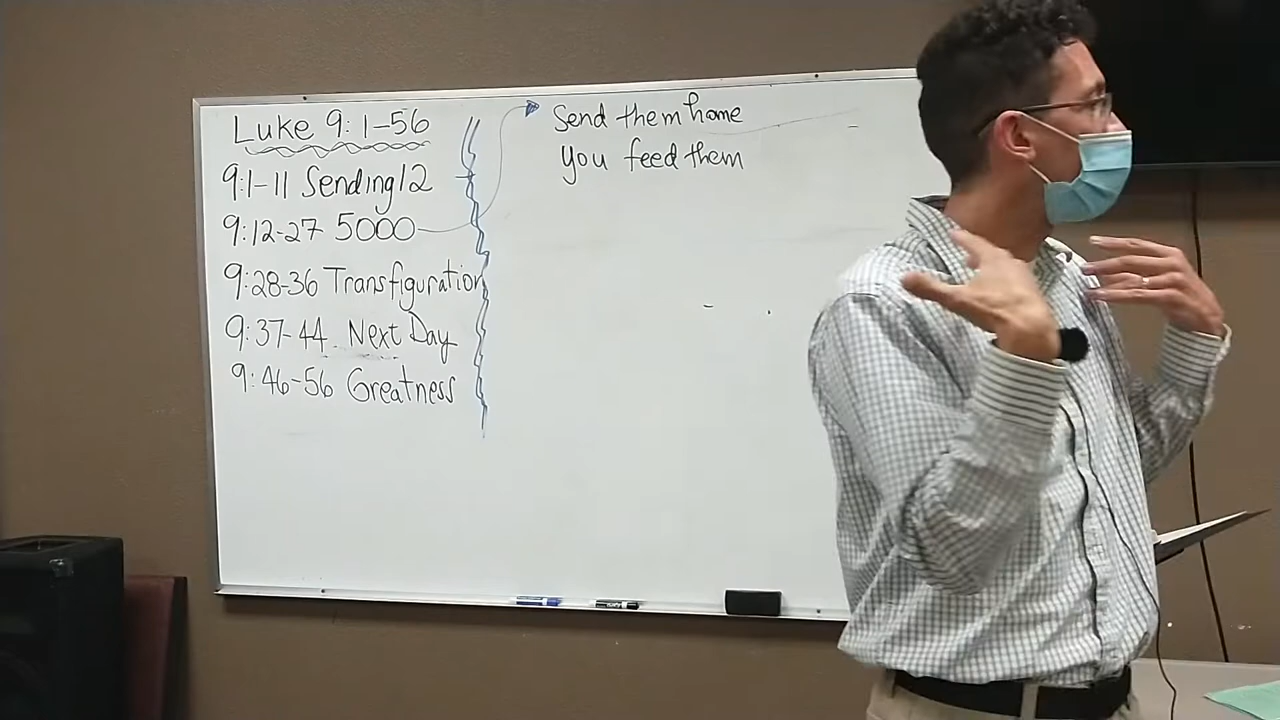 Luke 9:1-56
9:1-11 Sending 12
9:12-27 5000
9:28-36 Transfiguration
9:37-44 Next Day
9:46-56 Greatness
Send them home
You feed them